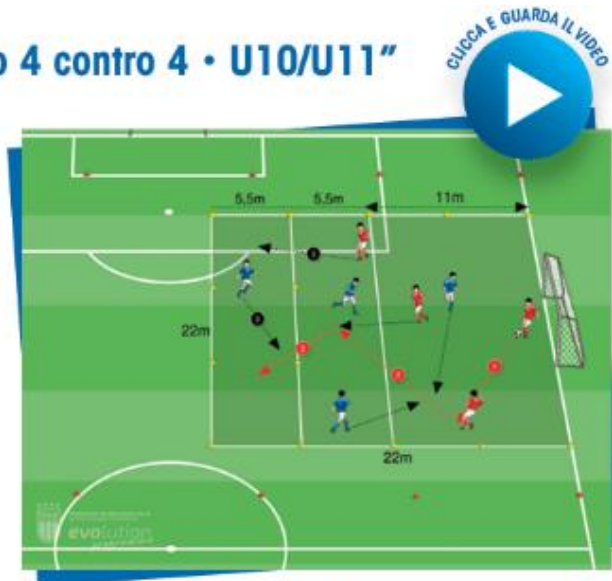 o 4 contro 4 • U10/U11"
CLICCA E GUARDA IL VIDEO
5,5m 5,5m 11m
22m
22m
evolution